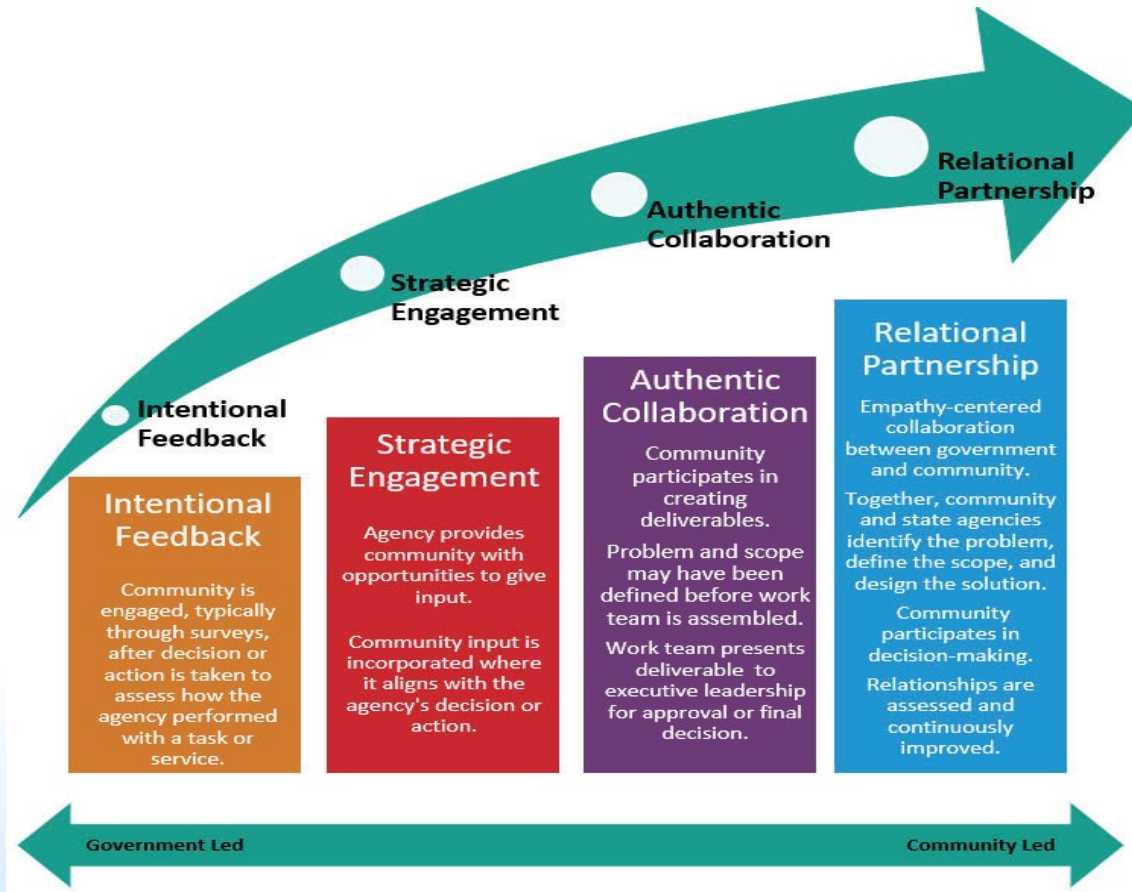 Intentional
Feedback
Strategic
Engagement
Authentic
Collaboration
Relational
Partnership
Intentional
Feedback
Community is
engaged, typically
through surveys,
after decision or
action is taken to
assess how the
agency performed
with a task or
service.
Strategic
Engagement
Agency provides
community with
opportunities to give
input.
Community input is
incorporated where
it aligns with the
agency's decision or
action.
Authentic
Collaboration
Community
participates in
creating
deliverables.
Problem and scope
may have been
defined before work
team is assembled.
Work team presents
deliverable to
executive leadership
for approval or final
decision.
Relational
Partnership
Empathy-centered
collaboration
between government
and community.
Together, community
and state agencies
identify the problem,
define the scope, and
design the solution.
Community
participates in
decision-making.
Relationships are
assessed and
continuously
improved.
Government Led
Community Led